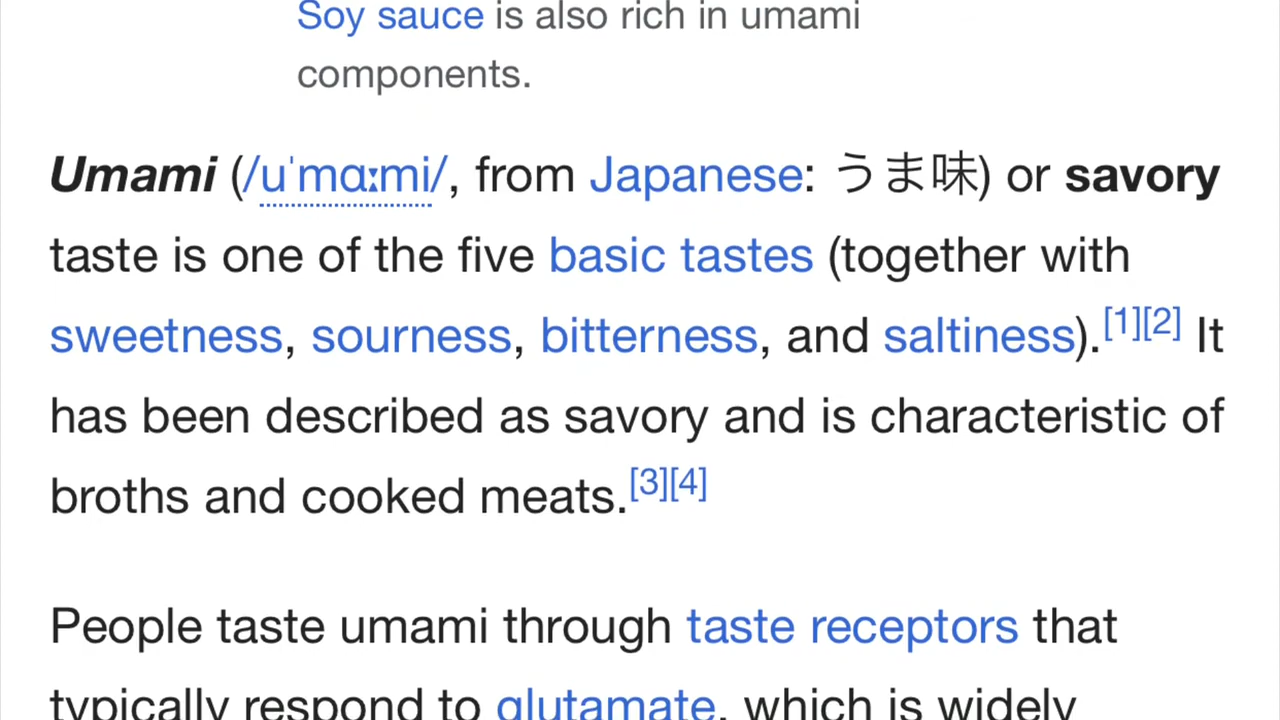 Soy sauce is also rich in umami
components.
Umami (/uˈmɑːmi/, from Japanese: うま味) or savory
taste is one of the five basic tastes (together with
sweetness, sourness, bitterness, and saltiness).[1][2] It
has been described as savory and is characteristic of
broths and cooked meats.[3][4]
People taste umami through taste receptors that
typically respond to glutamate, which is widely